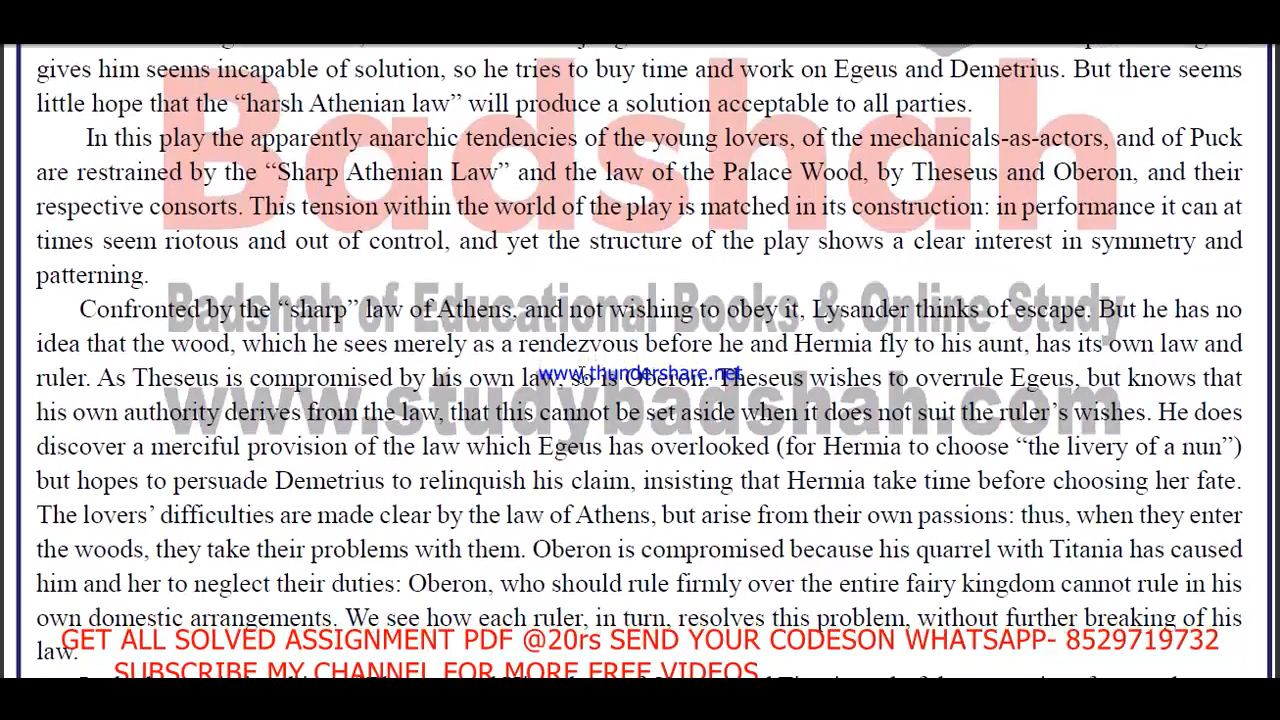 gives him seems incapable of solution, so he tries to buy time and work on Egeus and Demetrius. But there seems
little hope that the “harsh Athenian law” will produce a solution acceptable to all parties.
In this play the apparently anarchic tendencies of the young lovers, of the mechanicals-as-actors, and of Puck
are restrained by the “Sharp Athenian Law” and the law of the Palace Wood, by Theseus and Oberon, and their
respective consorts. This tension within the world of the play is matched in its construction: in performance it can at
times seem riotous and out of control, and yet the structure of the play shows a clear interest in symmetry and
patterning.
Confronted by the “sharp” law of Athens, and not wishing to obey it, Lysander thinks of escape. But he has no
idea that the wood, which he sees merely as a rendezvous before he and Hermia fly to his aunt, has its own law and
ruler. As Theseus is compromised by his own law, so is Oberon. Theseus wishes to overrule Egeus, but knows that
his own authority derives from the law, that this cannot be set aside when it does not suit the ruler’s wishes. He does
discover a merciful provision of the law which Egeus has overlooked (for Hermia to choose “the livery of a nun”)
but hopes to persuade Demetrius to relinquish his claim, insisting that Hermia take time before choosing her fate.
The lovers’ difficulties are made clear by the law of Athens, but arise from their own passions: thus, when they enter
the woods, they take their problems with them. Oberon is compromised because his quarrel with Titania has caused
him and her to neglect their duties: Oberon, who should rule firmly over the entire fairy kingdom cannot rule in his
own domestic arrangements. We see how each ruler, in turn, resolves this problem, without further breaking of his
law.
Badshah
Badshah of Educational Books & Online Study
www.studybadshah.com
www.thundershare.net
GET ALL SOLVED ASSIGNMENT PDF @20rs SEND YOUR CODESON WHATSAPP- 8529719732
SUBSCRIBE MY CHANNEL FOR MORE FREE VIDEOS